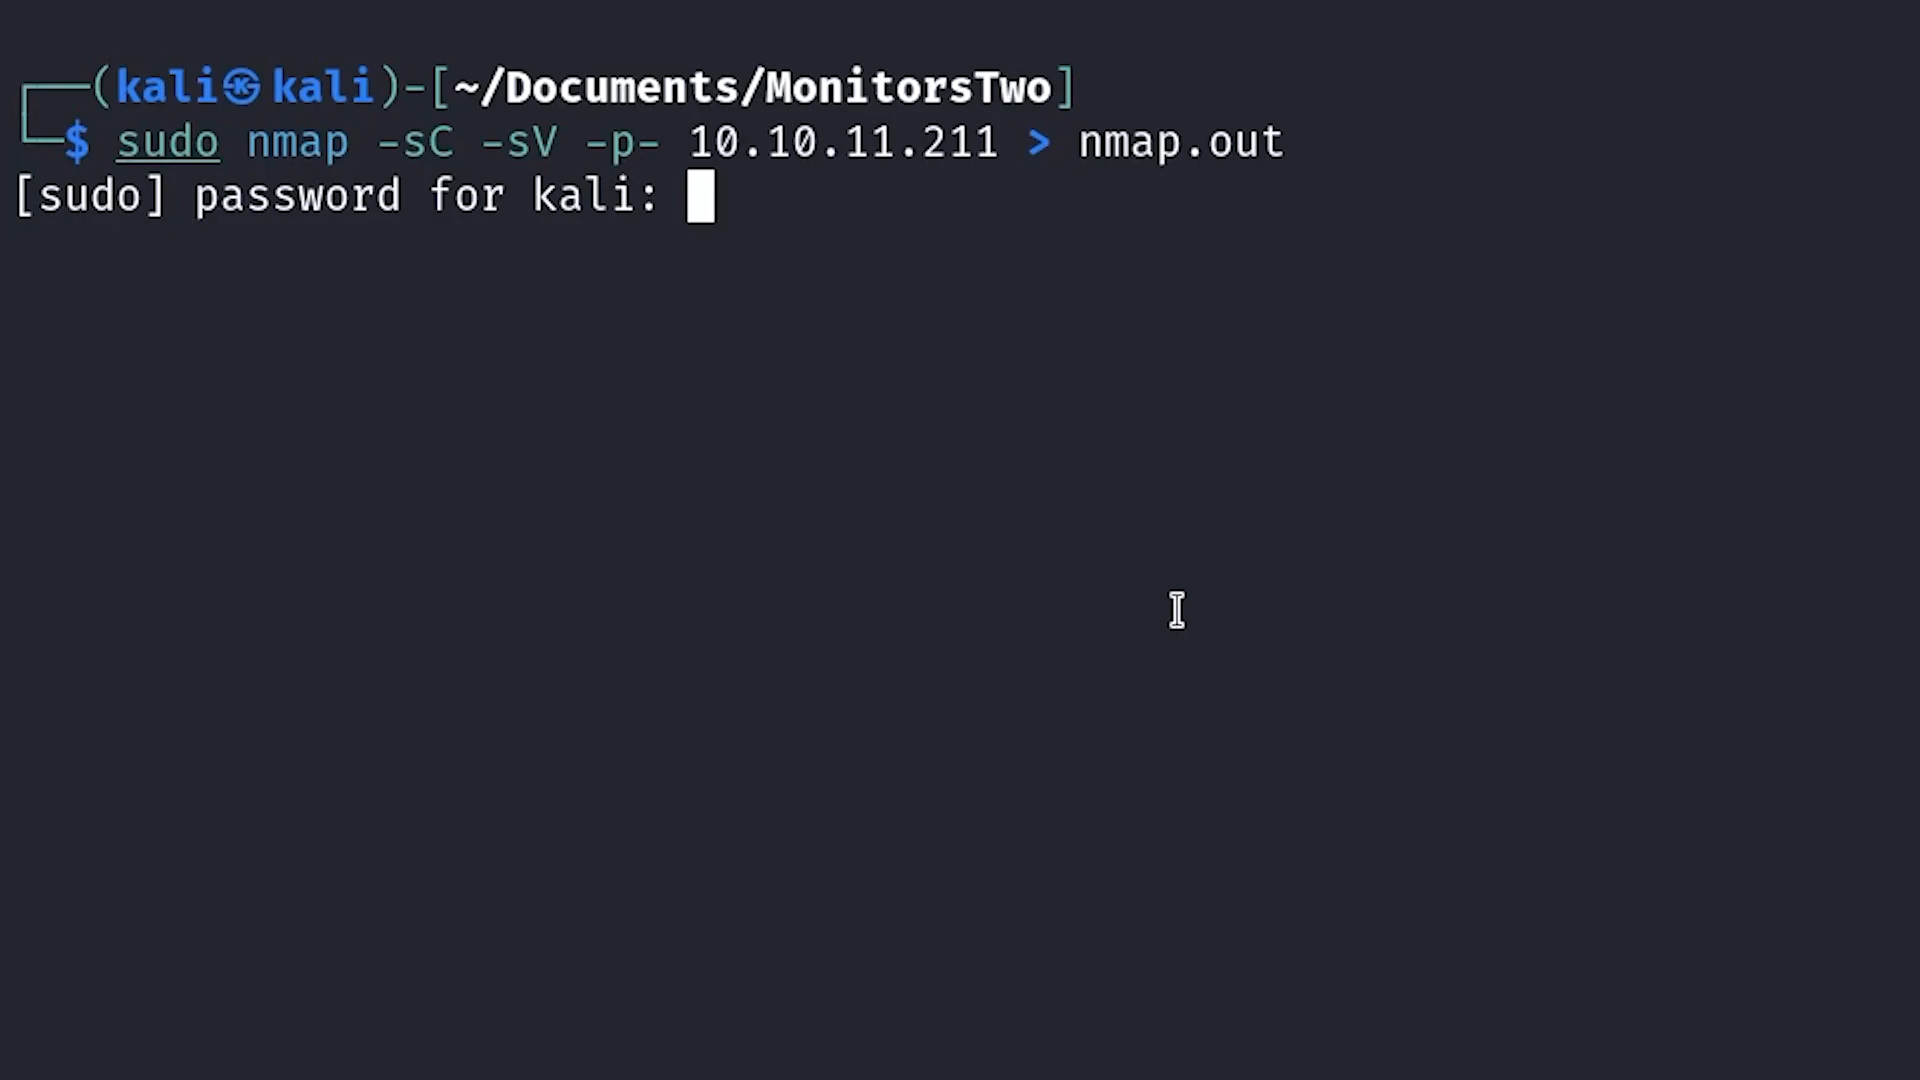 ┌──(kali㉿kali)-[~/Documents/MonitorsTwo]
└─$ sudo nmap -sC -sV -p- 10.10.11.211 > nmap.out
[sudo] password for kali: